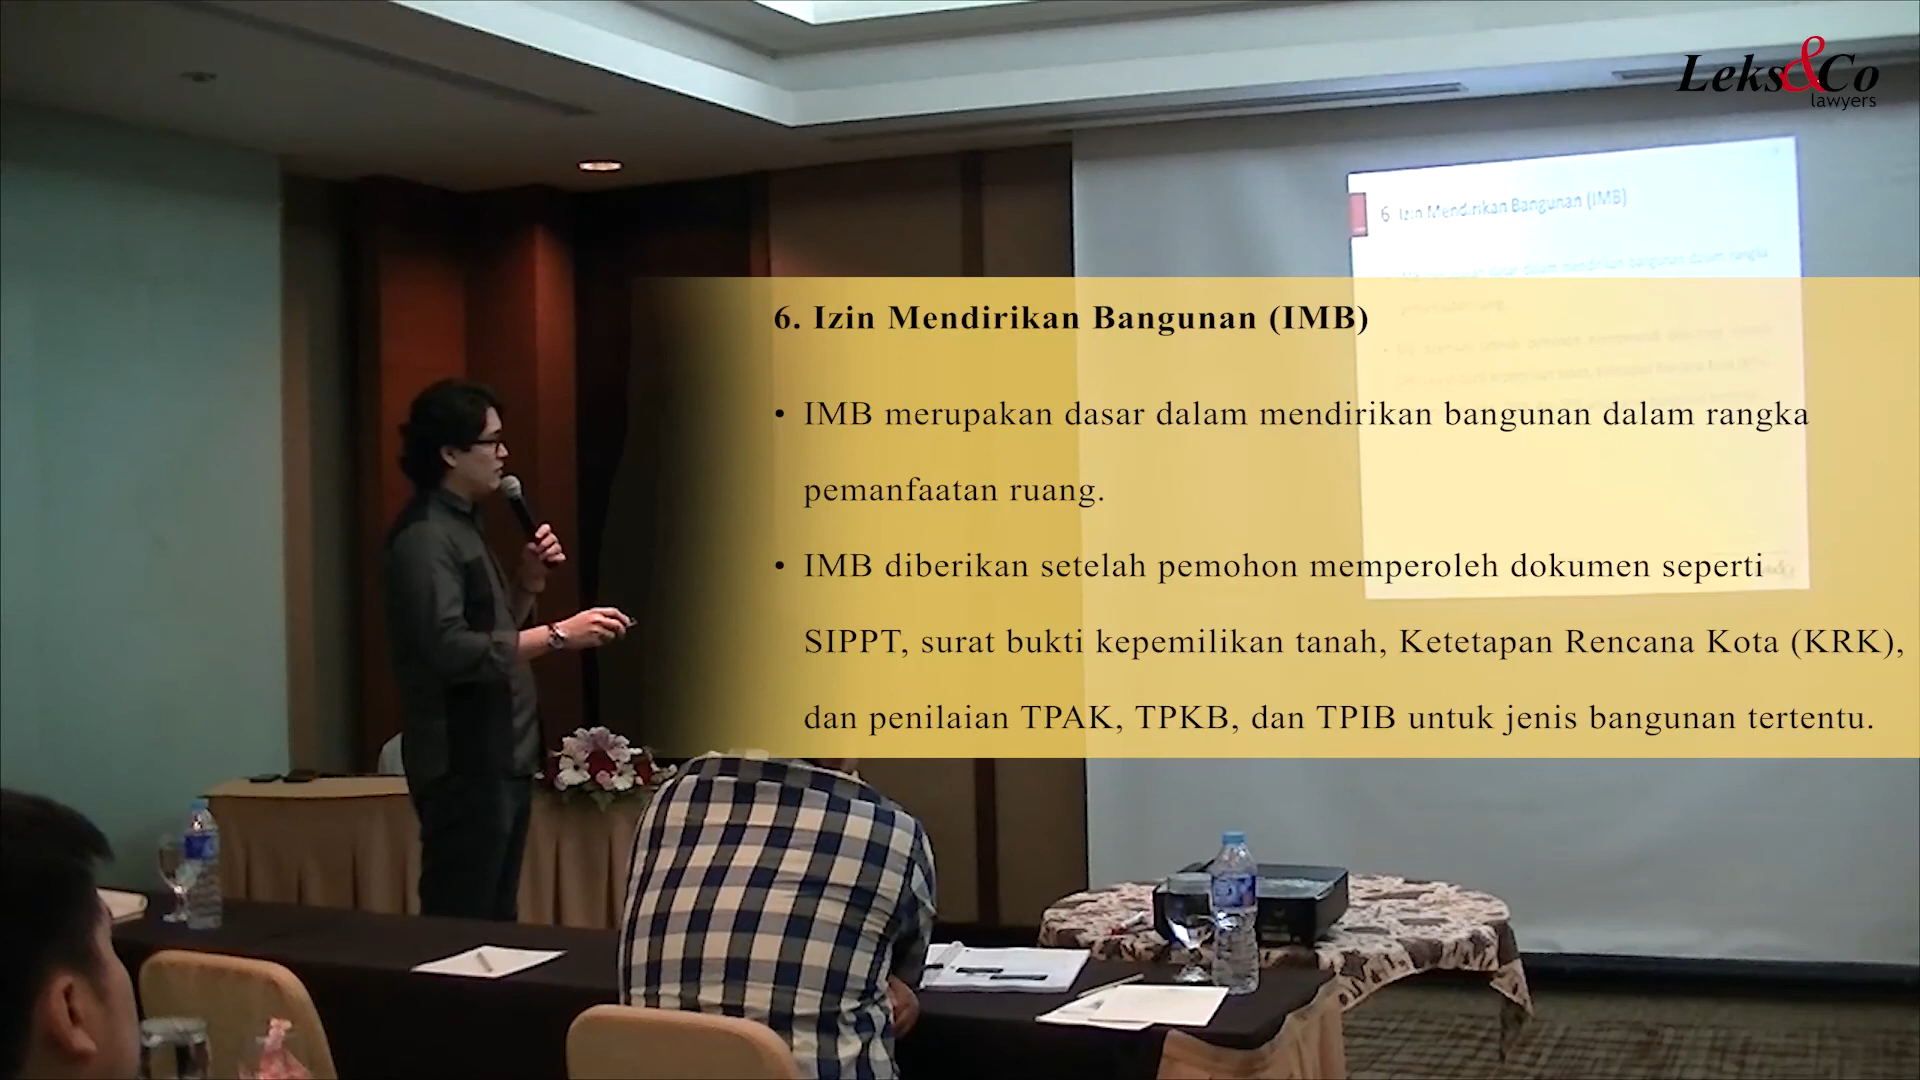 Leks&Co
lawyers
6. Izin Mendirikan Bangunan (IMB)
6. Izin Mendirikan Bangunan (IMB)
• IMB merupakan dasar dalam mendirikan bangunan dalam rangka
pemanfaatan ruang.
• IMB diberikan setelah pemohon memperoleh dokumen seperti
SIPPT, surat bukti kepemilikan tanah, Ketetapan Rencana Kota (KRK),
dan penilaian TPAK, TPKB, dan TPIB untuk jenis bangunan tertentu.